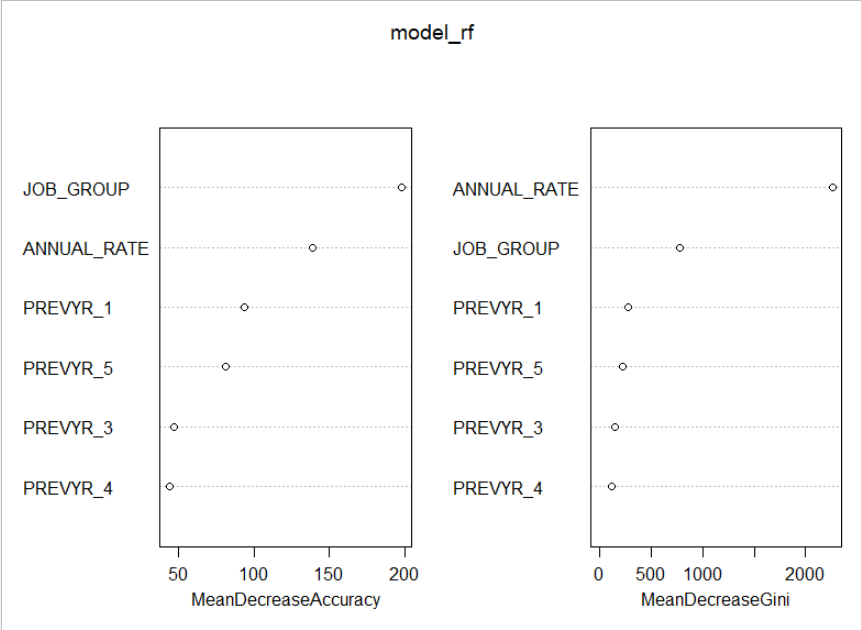 model_rf
JOB_GROUP
ANNUAL_RATE
PREVYR_1
PREVYR_5
PREVYR_3
PREVYR_4
50 100 150 200
MeanDecreaseAccuracy
ANNUAL_RATE
JOB_GROUP
PREVYR_1
PREVYR_5
PREVYR_3
PREVYR_4
0 500 1000 2000
MeanDecreaseGini